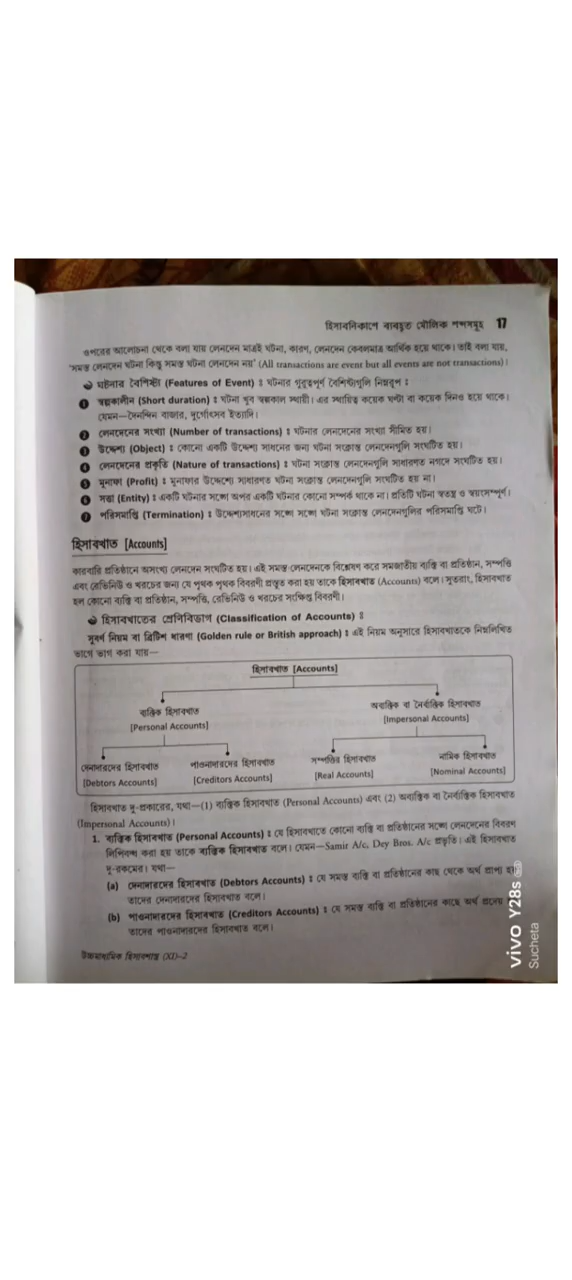 হিসাবনিকাশে ব্যবহৃত মৌলিক শব্দসমূহ 17
ওপরের আলোচনা থেকে বলা যায় লেনদেন মাত্রই ঘটনা, কারণ, লেনদেন কেবলমাত্র আর্থিক হয়ে থাকে। তাই বলা যায়,
‘সমস্ত লেনদেন ঘটনা কিন্তু সমস্ত ঘটনা লেনদেন নয়’ (All transactions are event but all events are not transactions)।
ঘটনার বৈশিষ্ট্য (Features of Event) : ঘটনার গুরুত্বপূর্ণ বৈশিষ্ট্যগুলি নিম্নরূপ :
1 স্বল্পকালীন (Short duration) : ঘটনা খুব স্বল্পকাল স্থায়ী। এর স্থায়িত্ব কয়েক ঘণ্টা বা কয়েক দিনও হয়ে থাকে।
যেমন—দৈনন্দিন বাজার, দুর্গোৎসব ইত্যাদি।
2 লেনদেনের সংখ্যা (Number of transactions) : ঘটনার লেনদেনের সংখ্যা সীমিত হয়।
3 উদ্দেশ্য (Object) : কোনো একটি উদ্দেশ্য সাধনের জন্য ঘটনা সংক্রান্ত লেনদেনগুলি সংঘটিত হয়।
4 লেনদেনের প্রকৃতি (Nature of transactions) : ঘটনা সংক্রান্ত লেনদেনগুলি সাধারণত নগদে সংঘটিত হয়।
5 মুনাফা (Profit) : মুনাফার উদ্দেশ্যে সাধারণত ঘটনা সংক্রান্ত লেনদেনগুলি সংঘটিত হয় না।
6 সত্তা (Entity) : একটি ঘটনার সঙ্গে অপর একটি ঘটনার কোনো সম্পর্ক থাকে না। প্রতিটি ঘটনা স্বতন্ত্র ও স্বয়ংসম্পূর্ণ।
7 পরিসমাপ্তি (Termination) : উদ্দেশ্যসাধনের সঙ্গে সঙ্গে ঘটনা সংক্রান্ত লেনদেনগুলির পরিসমাপ্তি ঘটে।
হিসাবখাত [Accounts]
কারবারি প্রতিষ্ঠানে অসংখ্য লেনদেন সংঘটিত হয়। এই সমস্ত লেনদেনকে বিশ্লেষণ করে সমজাতীয় ব্যক্তি বা প্রতিষ্ঠান, সম্পত্তি
এবং রেভিনিউ ও খরচের জন্য যে পৃথক পৃথক বিবরণী প্রস্তুত করা হয় তাকে হিসাবখাত (Accounts) বলে। সুতরাং, হিসাবখাত
হল কোনো ব্যক্তি বা প্রতিষ্ঠান, সম্পত্তি, রেভিনিউ ও খরচের সংক্ষিপ্ত বিবরণী।
হিসাবখাতের শ্রেণিবিভাগ (Classification of Accounts) :
সুবর্ণ নিয়ম বা ব্রিটিশ ধারণা (Golden rule or British approach) : এই নিয়ম অনুসারে হিসাবখাতকে নিম্নলিখিত
ভাগে ভাগ করা যায়—
হিসাবখাত [Accounts]
ব্যক্তিক হিসাবখাত
[Personal Accounts]
অব্যক্তিক বা নৈর্ব্যক্তিক হিসাবখাত
[Impersonal Accounts]
দেনাদারদের হিসাবখাত
[Debtors Accounts]
পাওনাদারদের হিসাবখাত
[Creditors Accounts]
সম্পত্তির হিসাবখাত
[Real Accounts]
নামিক হিসাবখাত
[Nominal Accounts]
হিসাবখাত দু-প্রকারের, যথা—(1) ব্যক্তিক হিসাবখাত (Personal Accounts) এবং (2) অব্যক্তিক বা নৈর্ব্যক্তিক হিসাবখাত
(Impersonal Accounts)।
1. ব্যক্তিক হিসাবখাত (Personal Accounts) : যে হিসাবখাতে কোনো ব্যক্তি বা প্রতিষ্ঠানের সঙ্গে লেনদেনের বিবরণ
লিপিবদ্ধ করা হয় তাকে ব্যক্তিক হিসাবখাত বলে। যেমন—Samir A/c, Dey Bros. A/c প্রভৃতি। এই হিসাবখাত
দু-রকমের। যথা—
(a) দেনাদারদের হিসাবখাত (Debtors Accounts) : যে সমস্ত ব্যক্তি বা প্রতিষ্ঠানের কাছ থেকে অর্থ প্রাপ্য হয়
তাদের দেনাদারদের হিসাবখাত বলে।
(b) পাওনাদারদের হিসাবখাত (Creditors Accounts) : যে সমস্ত ব্যক্তি বা প্রতিষ্ঠানের কাছে অর্থ প্রদেয়
তাদের পাওনাদারদের হিসাবখাত বলে।
উচ্চমাধ্যমিক হিসাবশাস্ত্র (XI)–2
vivo Y28s 5G
Sucheta